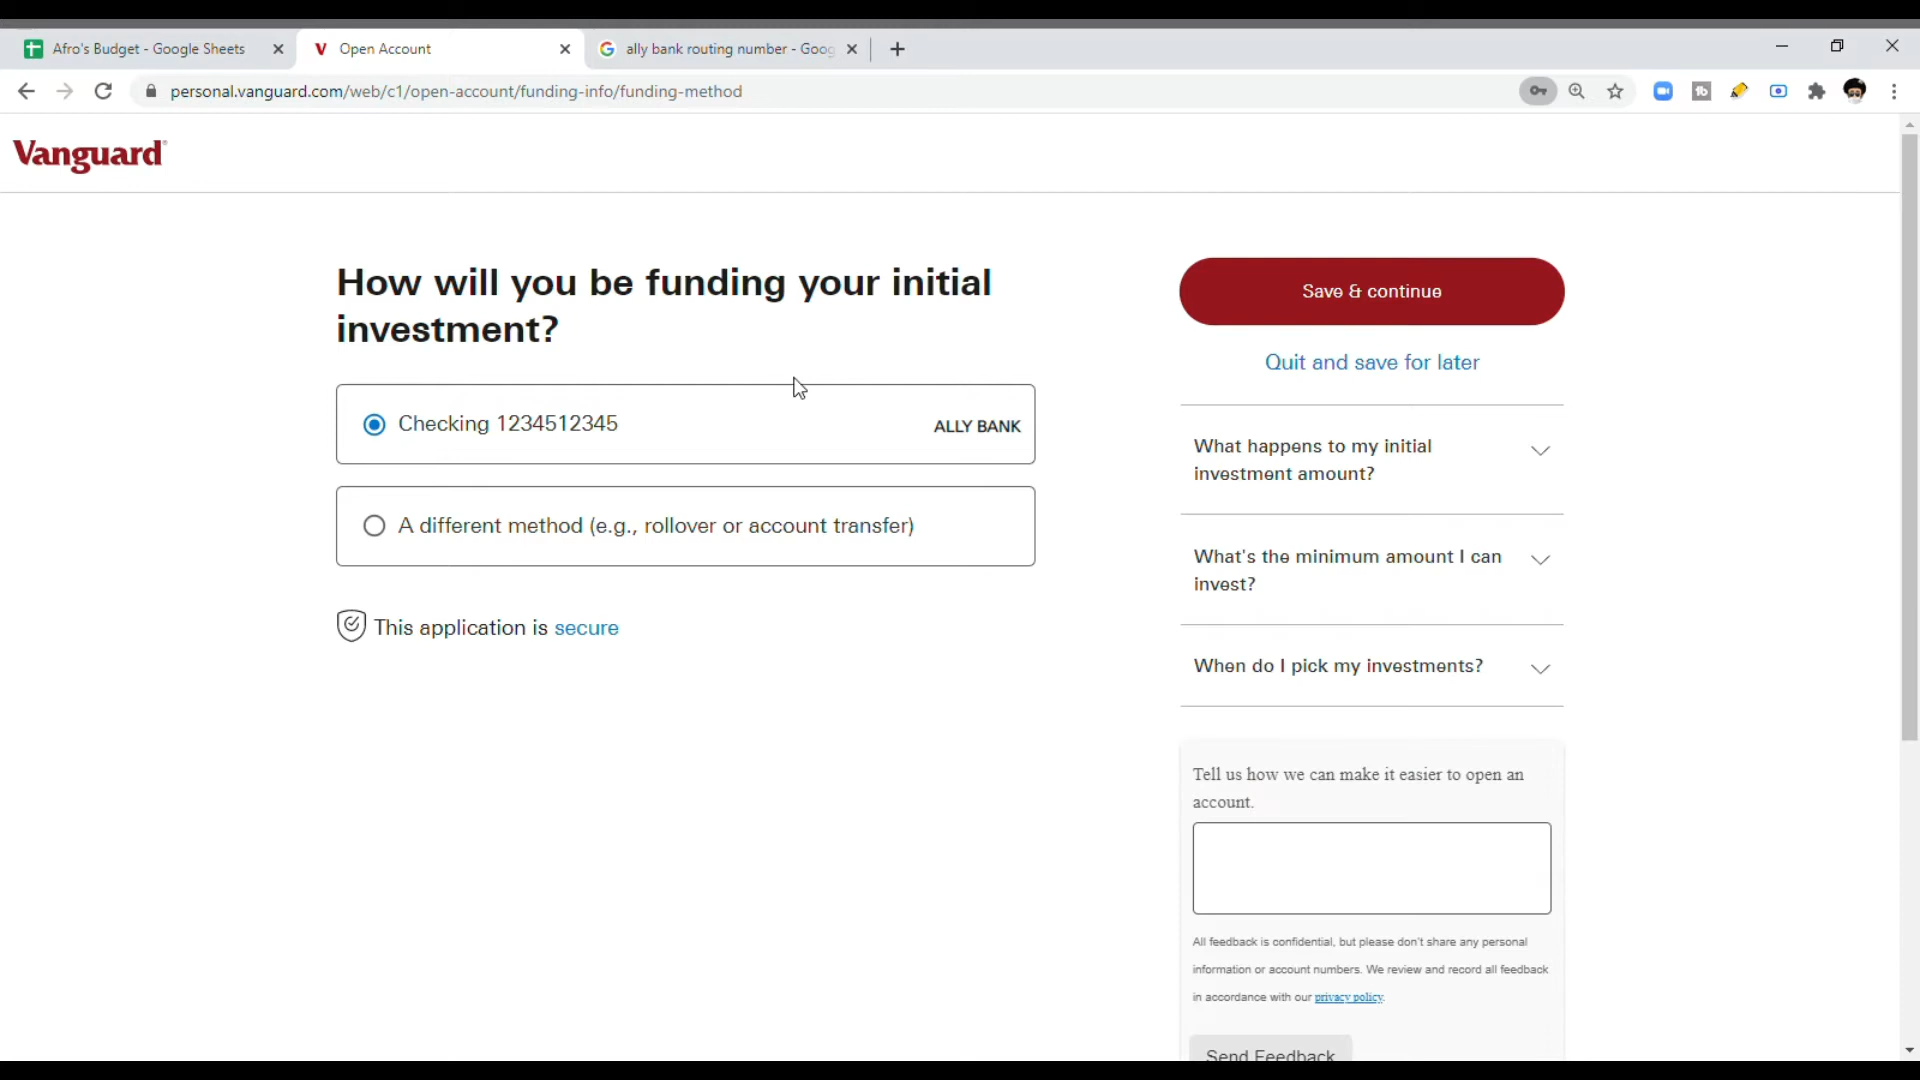 Afro's Budget - Google Sheets
Open Account
ally bank routing number - Goog
personal.vanguard.com/web/c1/open-account/funding-info/funding-method
Vanguard
How will you be funding your initial
investment?
Checking 1234512345
ALLY BANK
A different method (e.g., rollover or account transfer)
This application is secure
Save & continue
Quit and save for later
What happens to my initial
investment amount?
What's the minimum amount I can
invest?
When do I pick my investments?
Tell us how we can make it easier to open an
account.
All feedback is confidential, but please don't share any personal
information or account numbers. We review and record all feedback
in accordance with our privacy policy.
Send Feedback